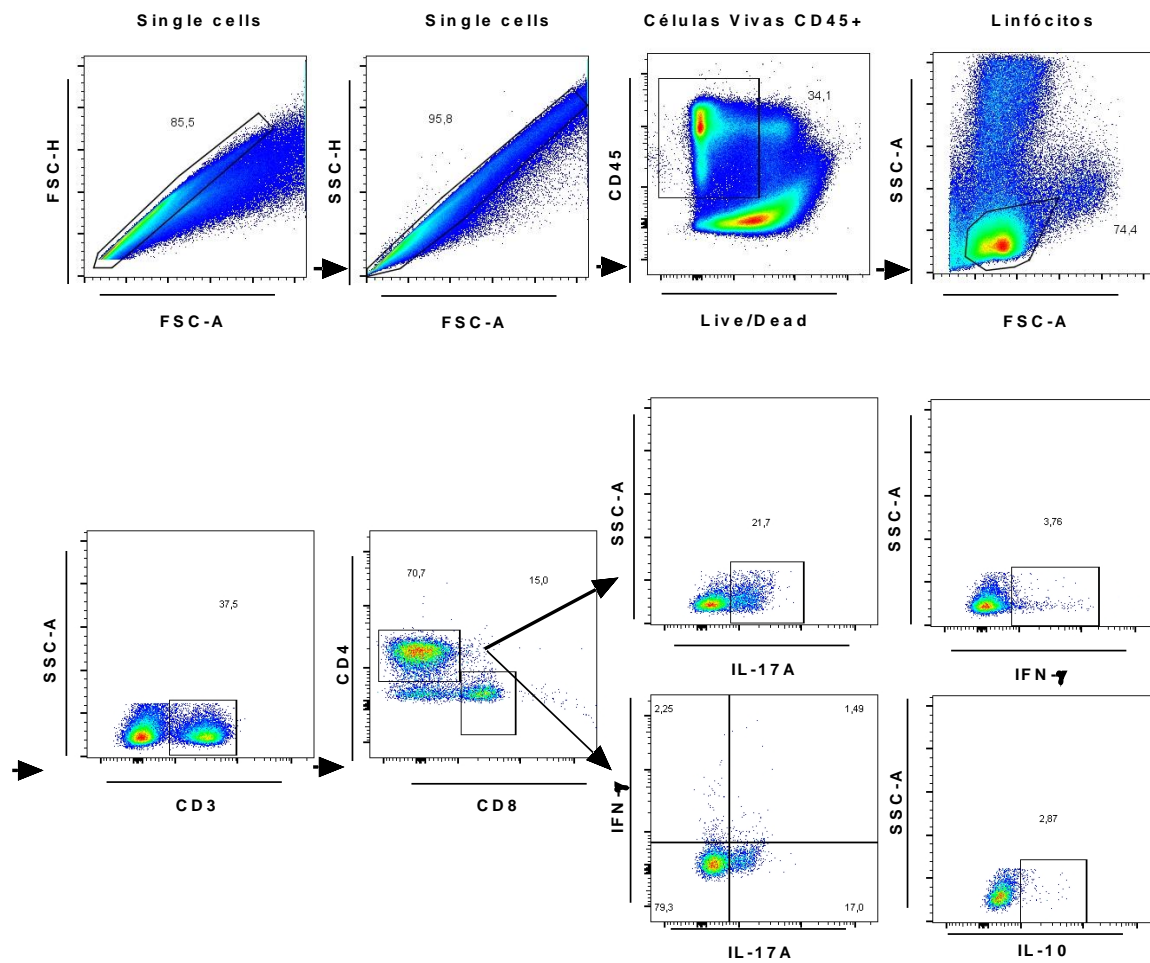 Single cells
Single cells
Células Vivas CD45+
Linfócitos
85,5
FSC-H
FSC-A
95,8
SSC-H
FSC-A
34,1
CD45
Live/Dead
74,4
SSC-A
FSC-A
37,5
SSC-A
CD3
70,7
15,0
CD4
CD8
21,7
SSC-A
IL-17A
3,76
SSC-A
IFN-γ
2,25
1,49
79,3
17,0
IFN-γ
IL-17A
2,87
SSC-A
IL-10